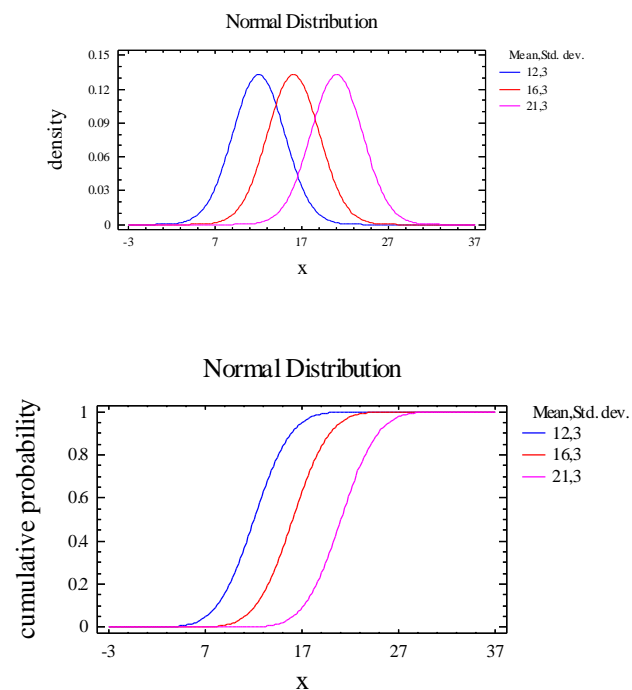 Normal Distribution
Mean,Std. dev.
12,3
16,3
21,3
density
0.15
0.12
0.09
0.06
0.03
0
-3 7 17 27 37
x
Normal Distribution
Mean,Std. dev.
12,3
16,3
21,3
cumulative probability
1
0.8
0.6
0.4
0.2
0
-3 7 17 27 37
x